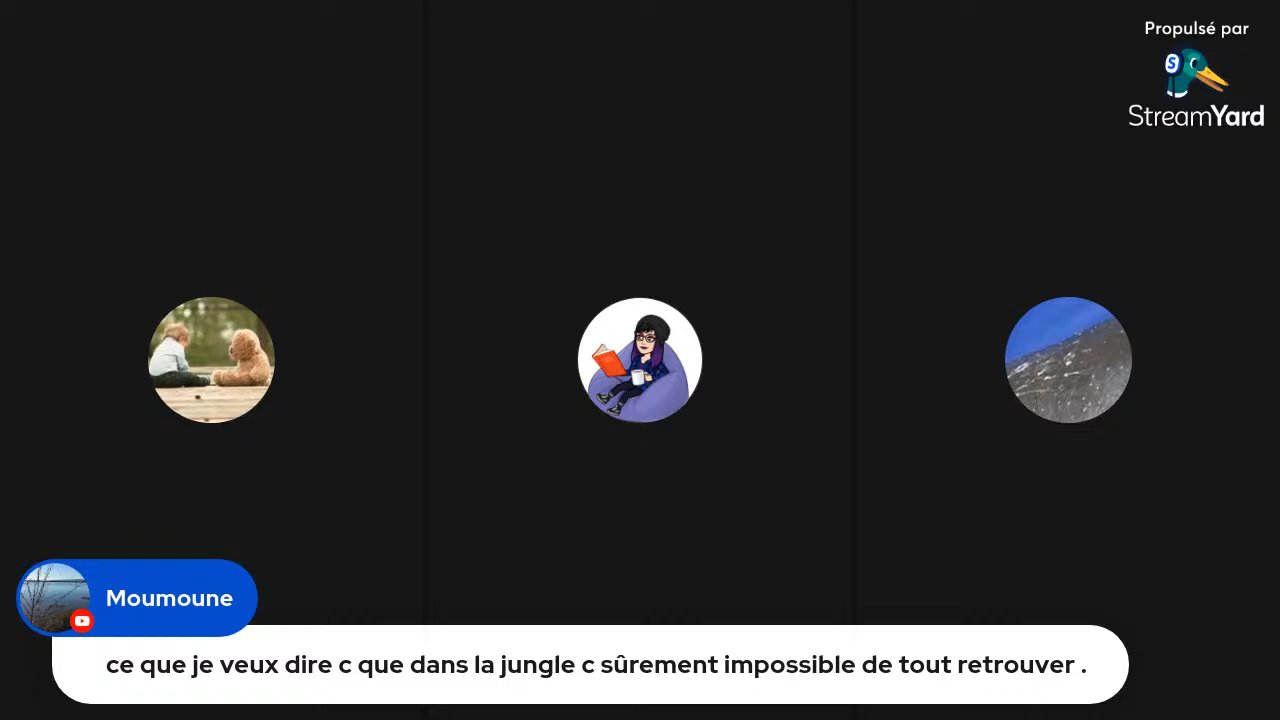 Propulsé par
S
StreamYard
Moumoune
ce que je veux dire c que dans la jungle c sûrement impossible de tout retrouver .